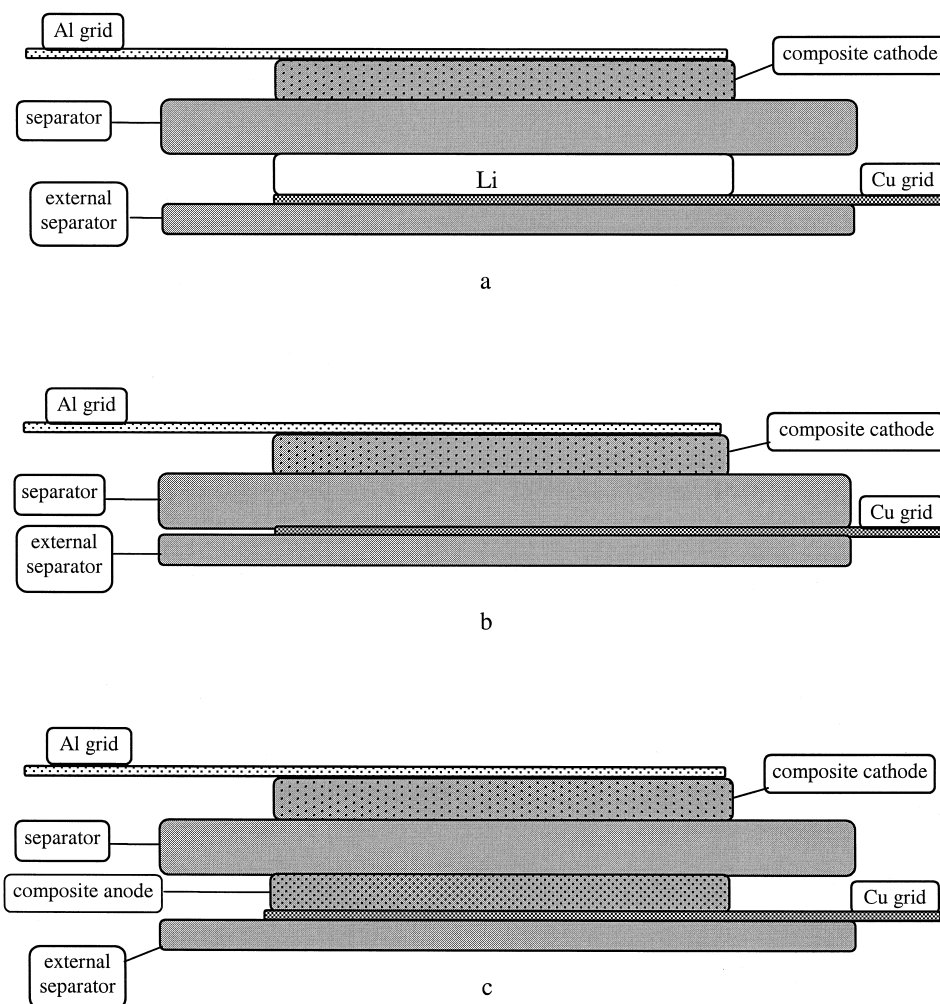 Al grid
composite cathode
separator
Li
Cu grid
external
separator
a
Al grid
composite cathode
separator
Cu grid
external
separator
b
Al grid
composite cathode
separator
composite anode
Cu grid
external
separator
c